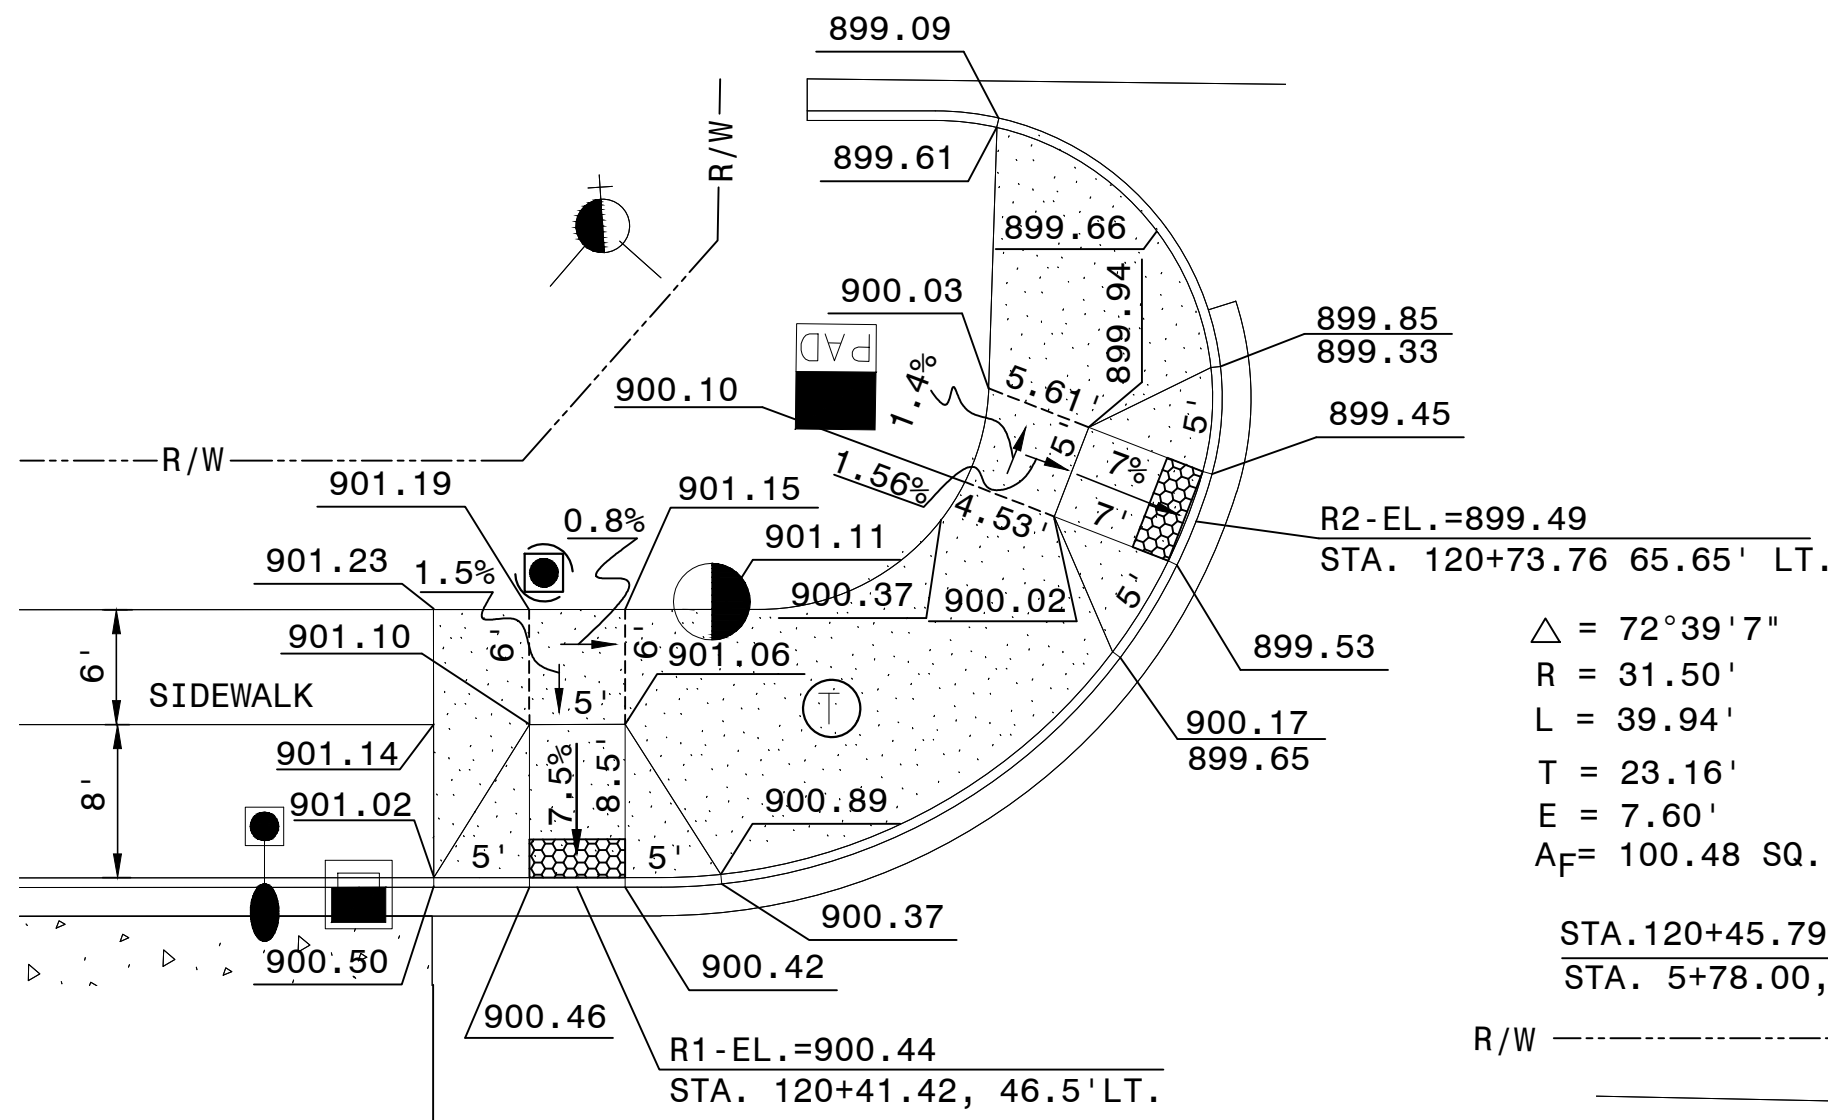 899.09
R/W
899.61
899.66
900.03
899.94
899.85
899.33
PAD
1.4%
5.61'
900.10
5'
899.45
R/W
901.19
1.56%
901.15
5'
7%
0.8%
4.53'
7'
R2-EL.=899.49
STA. 120+73.76 65.65' LT.
901.23
1.5%
901.11
900.37
900.02
5'
△ = 72°39'7"
901.10
6'
6'
901.06
899.53
6'
SIDEWALK
R = 31.50'
5'
T
L = 39.94'
900.17
899.65
901.14
7.5%
8.5'
T = 23.16'
8'
901.02
900.89
E = 7.60'
5'
5'
AF= 100.48 SQ.
900.37
STA.120+45.79
900.50
900.42
STA. 5+78.00,
900.46
R/W
R1-EL.=900.44
STA. 120+41.42, 46.5'LT.